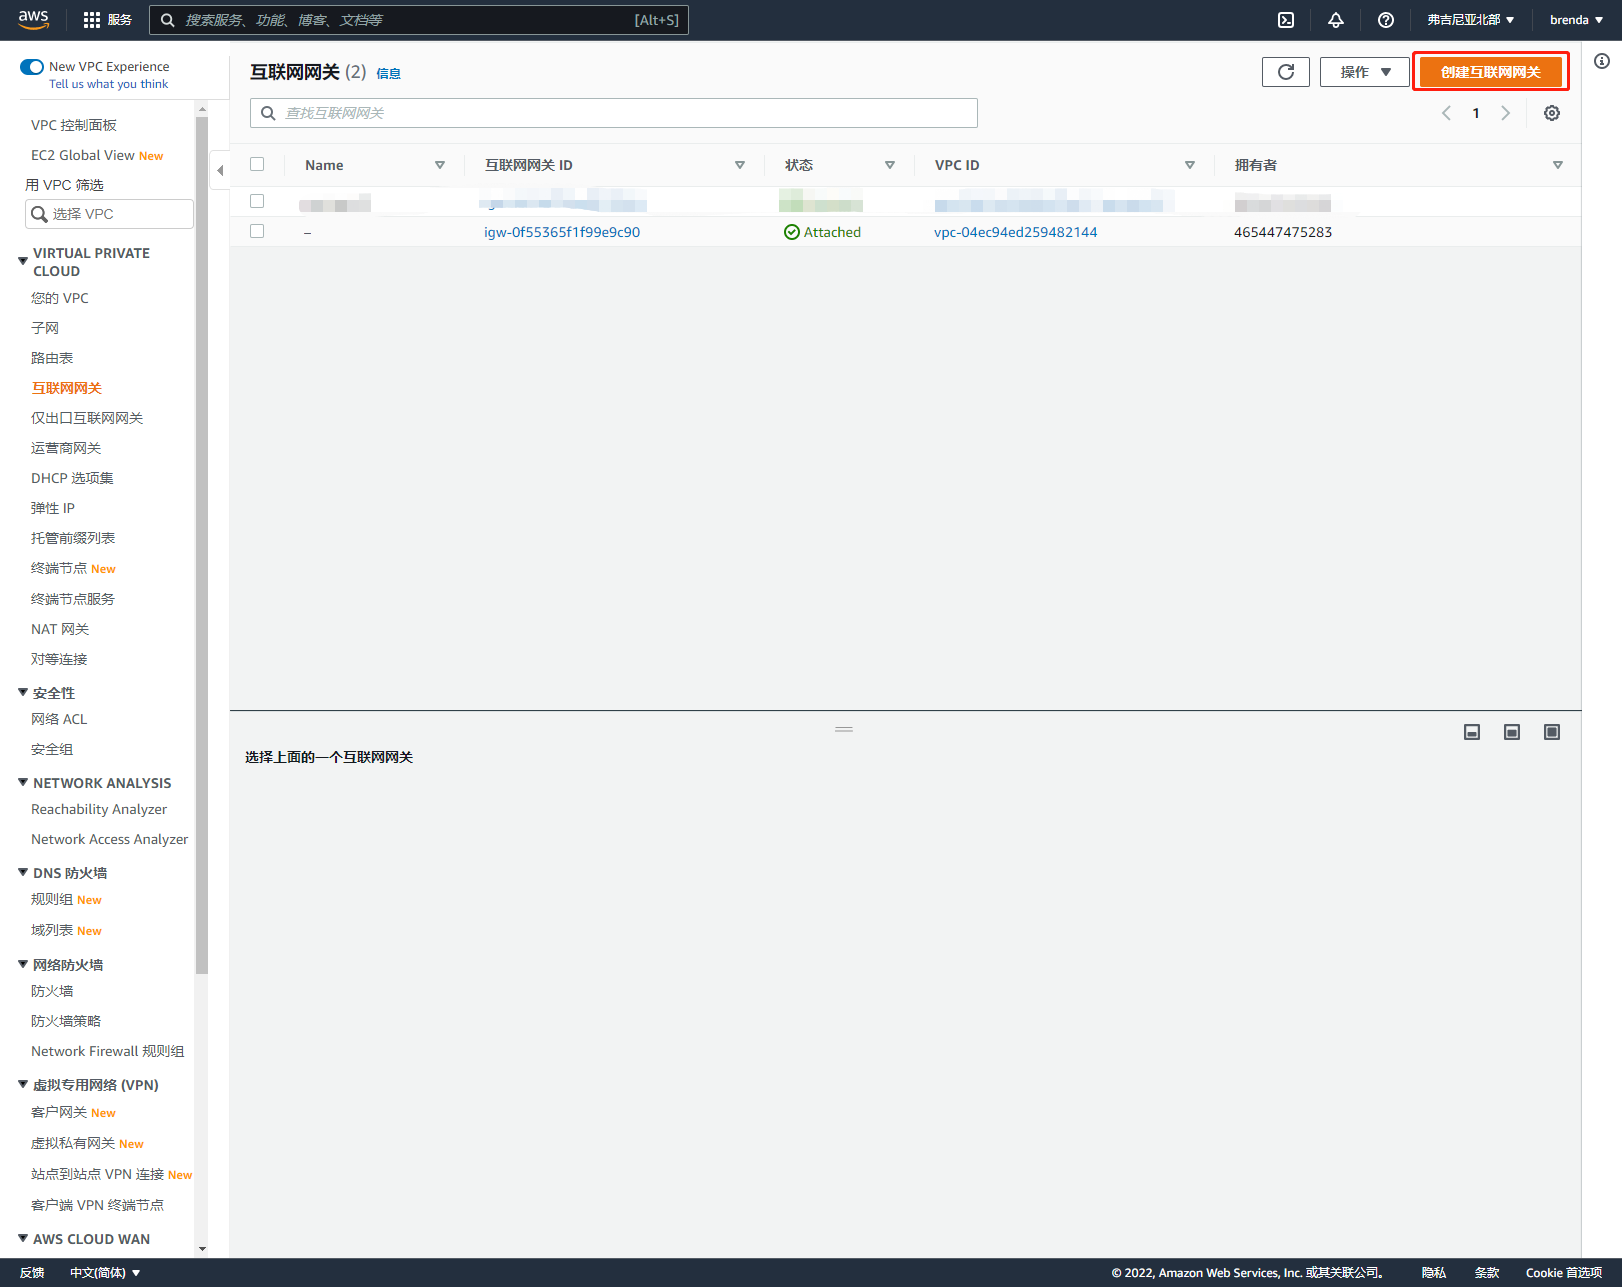 aws 服务 搜索服务、功能、博客、文档等 [Alt+S] 弗吉尼亚北部 ▼ brenda ▼
New VPC Experience
Tell us what you think
VPC 控制面板
EC2 Global View New
用 VPC 筛选
选择 VPC
VIRTUAL PRIVATE
CLOUD
您的 VPC
子网
路由表
互联网网关
仅出口互联网网关
运营商网关
DHCP 选项集
弹性 IP
托管前缀列表
终端节点 New
终端节点服务
NAT 网关
对等连接
安全性
网络 ACL
安全组
NETWORK ANALYSIS
Reachability Analyzer
Network Access Analyzer
DNS 防火墙
规则组 New
域列表 New
网络防火墙
防火墙
防火墙策略
Network Firewall 规则组
虚拟专用网络 (VPN)
客户网关 New
虚拟私有网关 New
站点到站点 VPN 连接 New
客户端 VPN 终端节点
AWS CLOUD WAN
互联网网关 (2) 信息
操作 ▼
创建互联网网关
查找互联网网关
1
Name 互联网网关 ID 状态 VPC ID 拥有者
– igw-0f55365f1f99e9c90 Attached vpc-04ec94ed259482144 465447475283
选择上面的一个互联网网关
反馈 中文(简体) ▼ © 2022, Amazon Web Services, Inc. 或其关联公司。 隐私 条款 Cookie 首选项